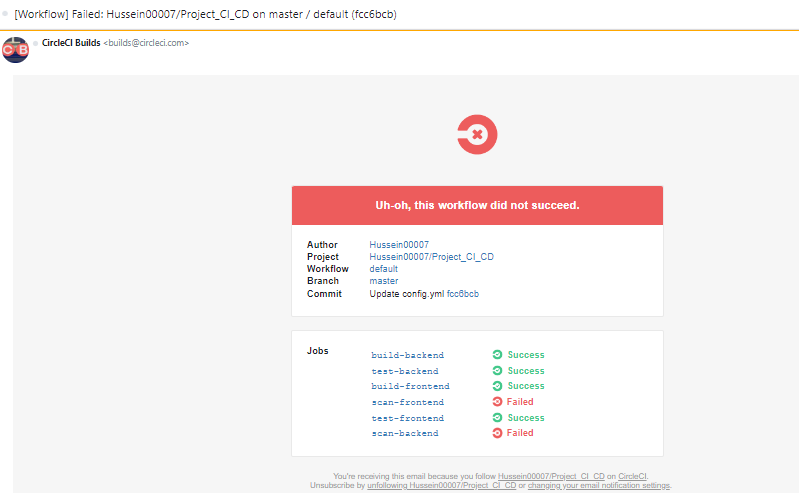 [Workflow] Failed: Hussein00007/Project_CI_CD on master / default (fcc6bcb)
CB
CircleCI Builds <builds@circleci.com>
Uh-oh, this workflow did not succeed.
Author Hussein00007
Project Hussein00007/Project_CI_CD
Workflow default
Branch master
Commit Update config.yml fcc6bcb
Jobs
build-backend Success
test-backend Success
build-frontend Success
scan-frontend Failed
test-frontend Success
scan-backend Failed
You're receiving this email because you follow Hussein00007/Project_CI_CD on CircleCI.
Unsubscribe by unfollowing Hussein00007/Project_CI_CD or changing your email notification settings.